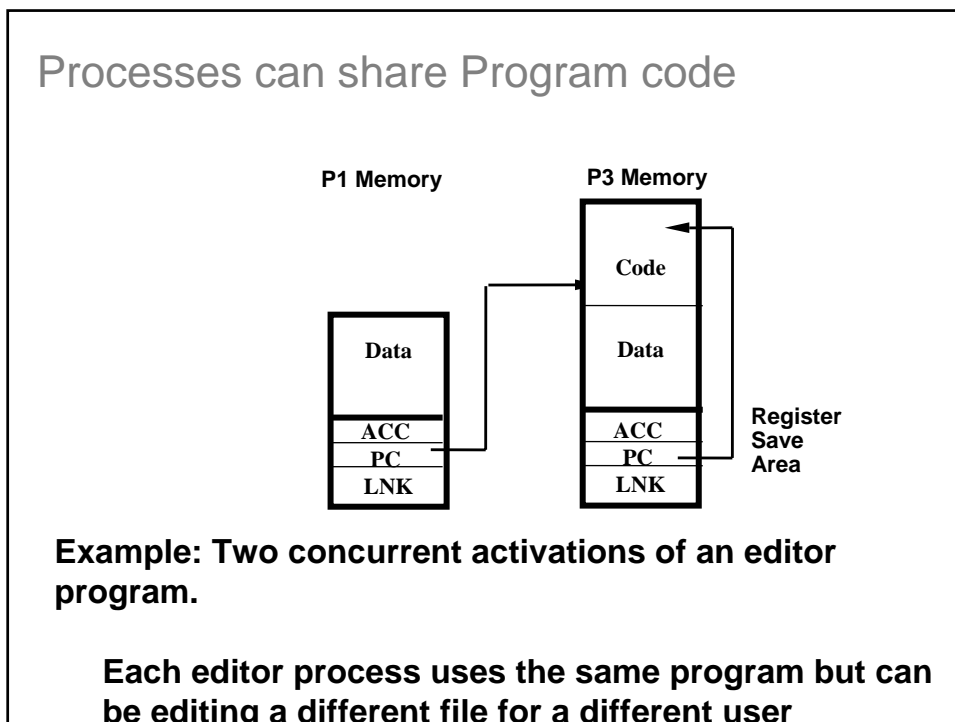 Processes can share Program code
P1 Memory
P3 Memory
Code
Data
Data
ACC
PC
LNK
ACC
PC
LNK
Register
Save
Area
Example: Two concurrent activations of an editor
program.
Each editor process uses the same program but can
be editing a different file for a different user